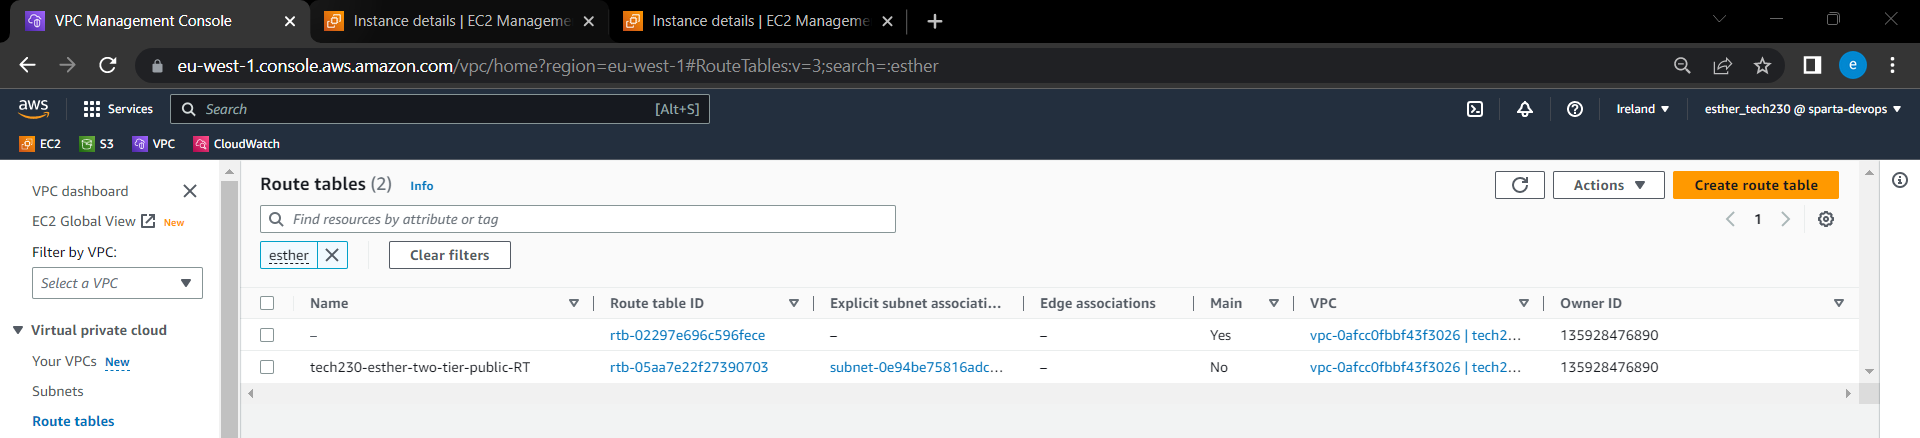 VPC Management Console
Instance details | EC2 Manageme
Instance details | EC2 Manageme
eu-west-1.console.aws.amazon.com/vpc/home?region=eu-west-1#RouteTables:v=3;search=:esther
e
aws
Services
Search
[Alt+S]
Ireland
esther_tech230 @ sparta-devops
EC2
S3
VPC
CloudWatch
VPC dashboard
EC2 Global View New
Filter by VPC:
Select a VPC
Virtual private cloud
Your VPCs New
Subnets
Route tables
Route tables (2) Info
Actions
Create route table
Find resources by attribute or tag
1
esther
Clear filters
Name Route table ID Explicit subnet associati... Edge associations Main VPC Owner ID
– rtb-02297e696c596fece – – Yes vpc-0afcc0fbbf43f3026 | tech2... 135928476890
tech230-esther-two-tier-public-RT rtb-05aa7e22f27390703 subnet-0e94be75816adc... – No vpc-0afcc0fbbf43f3026 | tech2... 135928476890